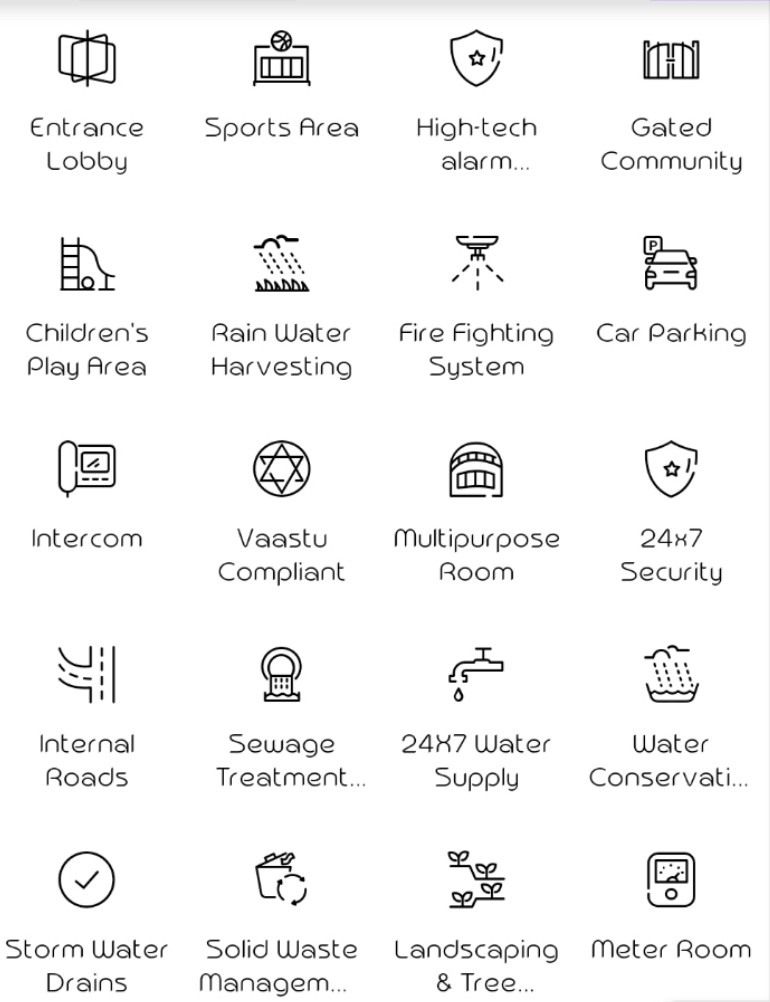 Entrance
Lobby
Sports Area
High-tech
alarm...
Gated
Community
P
Children's
Play Area
Rain Water
Harvesting
Fire Fighting
System
Car Parking
Intercom
Vaastu
Compliant
Multipurpose
Room
24x7
Security
Internal
Roads
Sewage
Treatment...
24X7 Water
Supply
Water
Conservati...
Storm Water
Drains
Solid Waste
Managem...
Landscaping
& Tree...
Meter Room